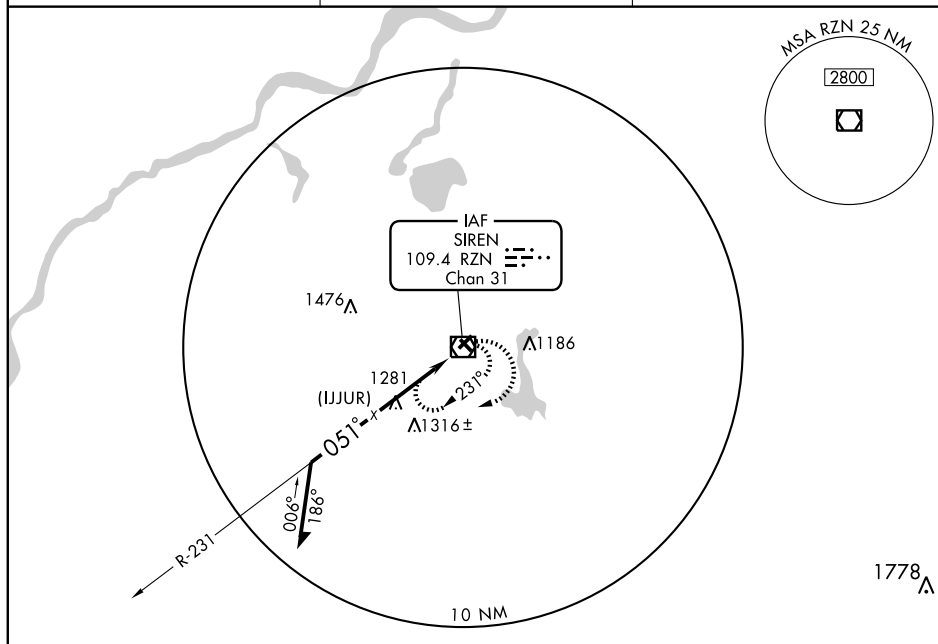 MSA RZN 25 NM
2800
IAF
SIREN
109.4 RZN
Chan 31
1476
1186
1281
(IJJUR)
231°
1316 ±
051°
006°
186°
R-231
1778
10 NM